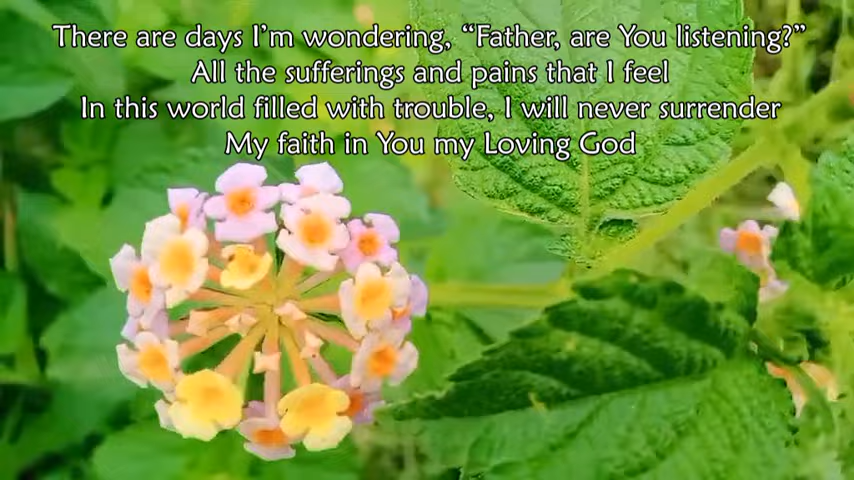 There are days I'm wondering, “Father, are You listening?”
All the sufferings and pains that I feel
In this world filled with trouble, I will never surrender
My faith in You my Loving God